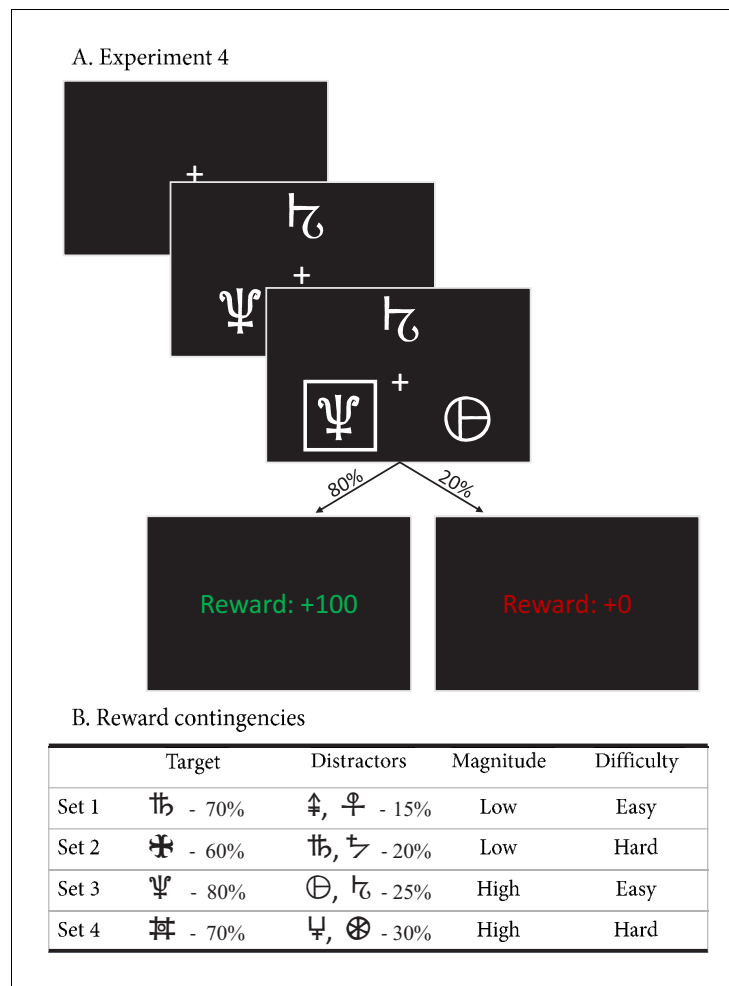 A. Experiment 4
+
+
+
80%
20%
Reward: +100
Reward: +0
B. Reward contingencies
Target Distractors Magnitude Difficulty
Set 1 - 70% , - 15% Low Easy
Set 2 - 60% , - 20% Low Hard
Set 3 - 80% , - 25% High Easy
Set 4 - 70% , - 30% High Hard